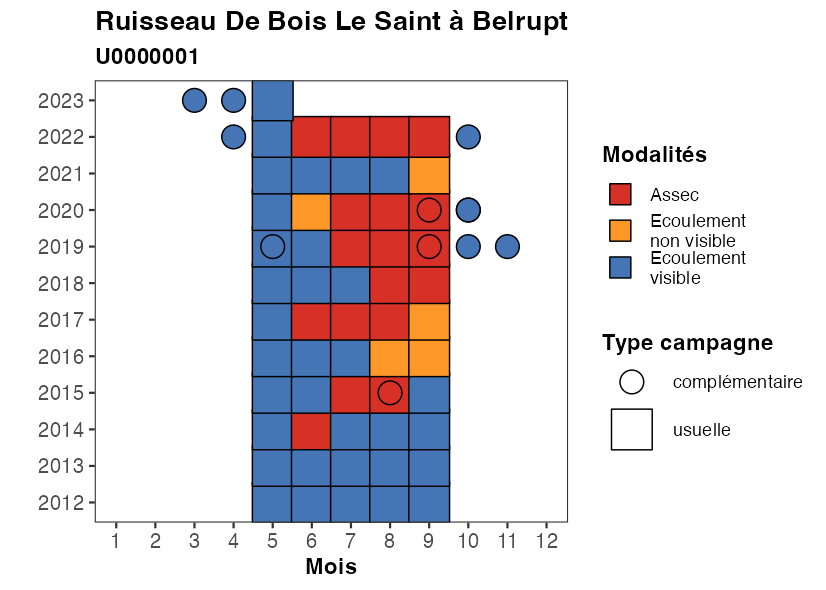 Ruisseau De Bois Le Saint à Belrupt
U0000001
2023
2022
2021
2020
2019
2018
2017
2016
2015
2014
2013
2012
1 2 3 4 5 6 7 8 9 10 11 12
Mois
Modalités
Assec
Ecoulement
non visible
Ecoulement
visible
Type campagne
complémentaire
usuelle